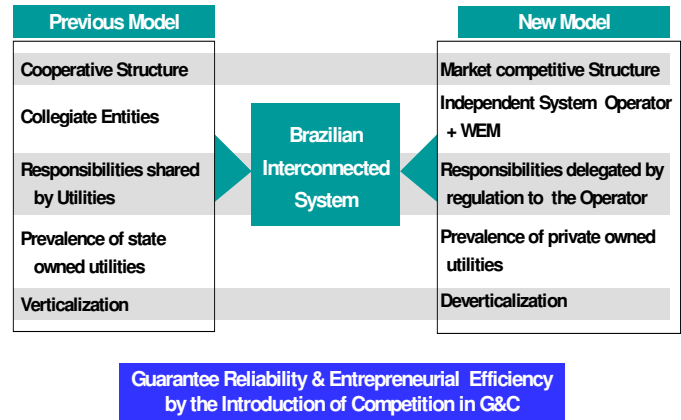 Previous Model
Cooperative Structure
Collegiate Entities
Responsibilities shared
by Utilities
Prevalence of state
owned utilities
Verticalization
Brazilian
Interconnected
System
New Model
Market competitive Structure
Independent System Operator
+ WEM
Responsibilities delegated by
regulation to the Operator
Prevalence of private owned
utilities
Deverticalization
Guarantee Reliability & Entrepreneurial Efficiency
by the Introduction of Competition in G&C